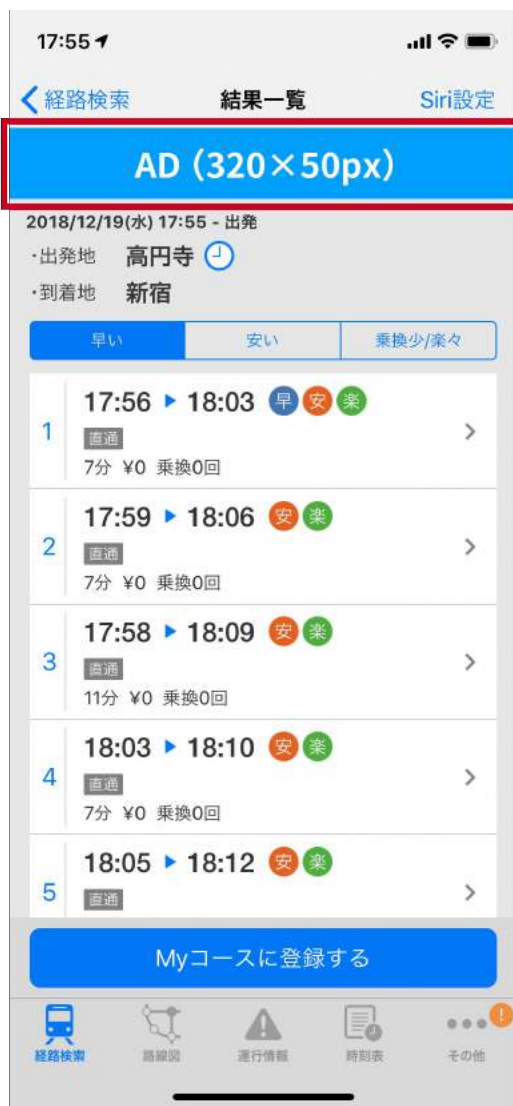 17:55
経路検索 結果一覧 Siri設定
AD（320×50px）
2018/12/19(水) 17:55 - 出発
・出発地 高円寺
・到着地 新宿
早い 安い 乗換少/楽々
1 17:56 ▶ 18:03 早 安 楽
直通
7分 ¥0 乗換0回
2 17:59 ▶ 18:06 安 楽
直通
7分 ¥0 乗換0回
3 17:58 ▶ 18:09 安 楽
直通
11分 ¥0 乗換0回
4 18:03 ▶ 18:10 安 楽
直通
7分 ¥0 乗換0回
5 18:05 ▶ 18:12 安 楽
直通
Myコースに登録する
経路検索 路線図 運行情報 時刻表 その他